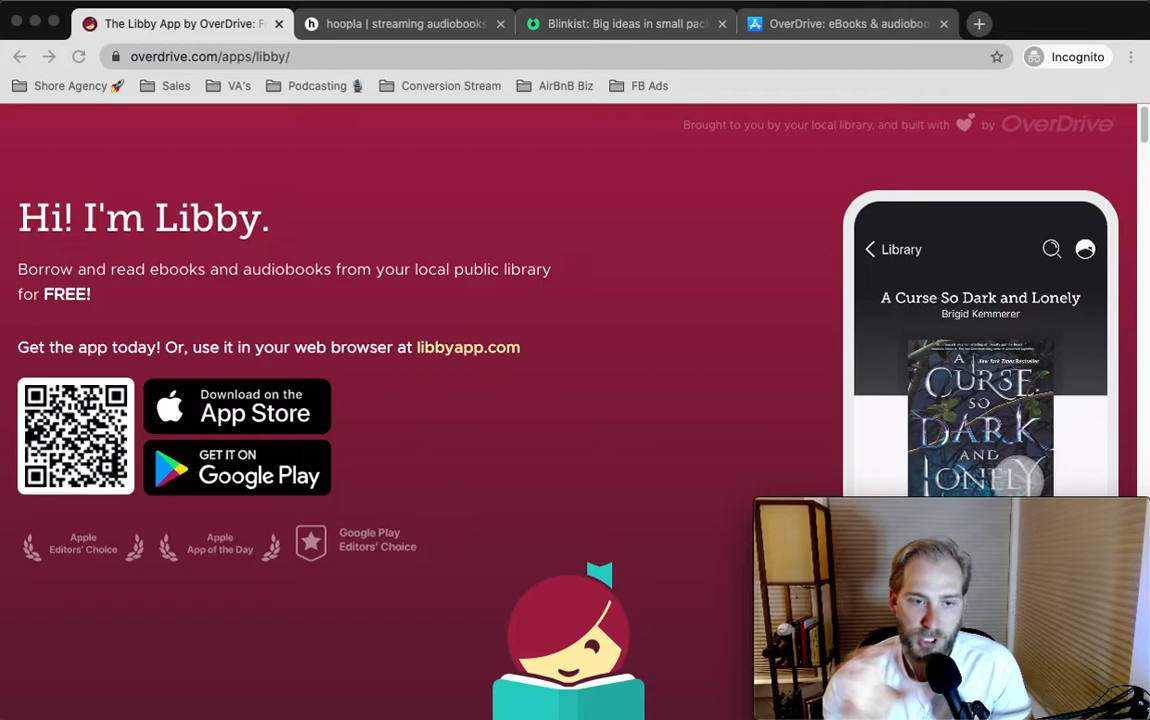 The Libby App by OverDrive: F
hoopla | streaming audiobooks
Blinkist: Big ideas in small pac
OverDrive: eBooks & audioboo
overdrive.com/apps/libby/
Incognito
Shore Agency 🚀
Sales
VA's
Podcasting 🎙️
Conversion Stream
AirBnB Biz
FB Ads
Brought to you by your local library, and built with by OverDrive
Hi! I'm Libby.
Borrow and read ebooks and audiobooks from your local public library
for FREE!
Get the app today! Or, use it in your web browser at libbyapp.com
Download on the
App Store
GET IT ON
Google Play
Apple
Editors' Choice
Apple
App of the Day
Google Play
Editors' Choice
Library
A Curse So Dark and Lonely
Brigid Kemmerer
New York Times Bestseller
A
CURSE
SO
DARK
AND
LONELY